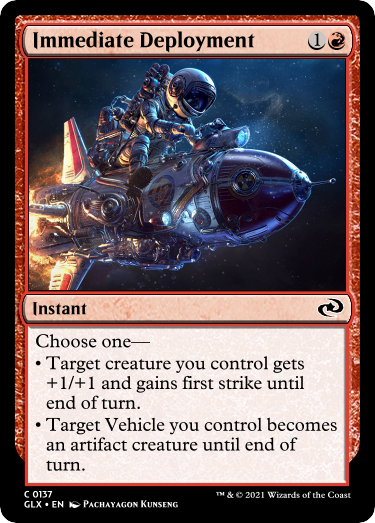 Immediate Deployment 1
Instant
Choose one—
• Target creature you control gets
+1/+1 and gains first strike until
end of turn.
• Target Vehicle you control becomes
an artifact creature until end of
turn.
C 0137
GLX • EN Pachayagon Kunseng
™ & © 2021 Wizards of the Coast